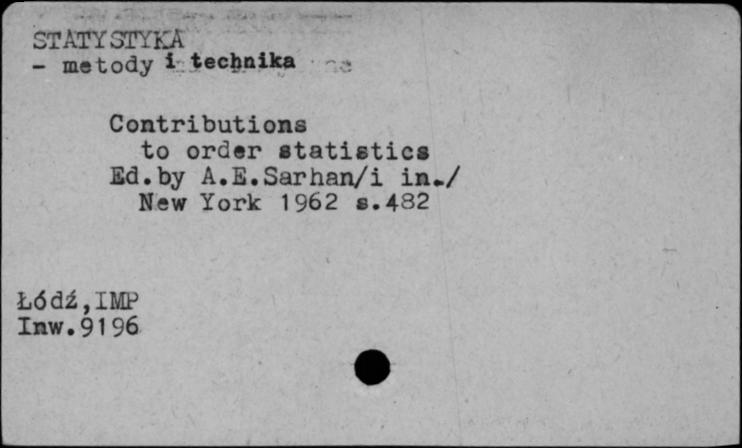 STATYSTYKA
- metody i technika
Contributions
to order statistics
Ed.by A.E.Sarhan/i in./
New York 1962 s.482
Łódź,IMP
Inw.9196